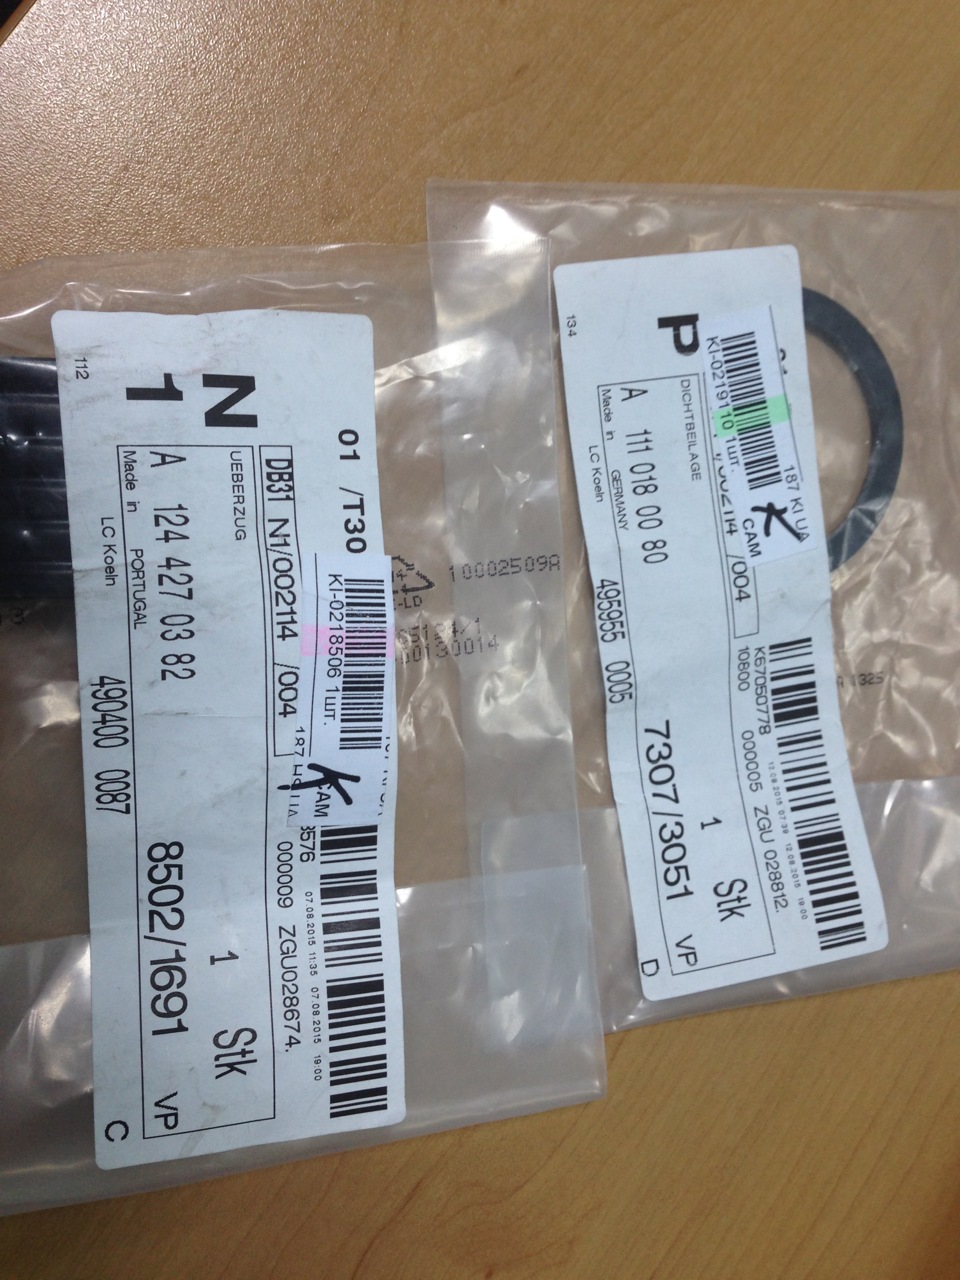 01 /T30
N
1
DB31 N1/002114 /004
UEBERZUG
A 124 427 03 82
Made in PORTUGAL
LC Koeln
490400 0087
112
KI-0218506 1шт.
CAM
K
3576
000009 ZGU028674.
07.08.2015 11:35 07.08.2015 19:00
1 Stk
8502/1691 VP
C
134
P
DICHTBEILAGE
A 111 018 00 80
Made in GERMANY
LC Koeln
495955 0005
KI-0219110 1шт.
187 KI UA
CAM
K
/004
K57050778
10800
000005 ZGU 028812.
12.08.2015 07:39 12.08.2015 19:00
1 Stk
7307/3051 VP
D